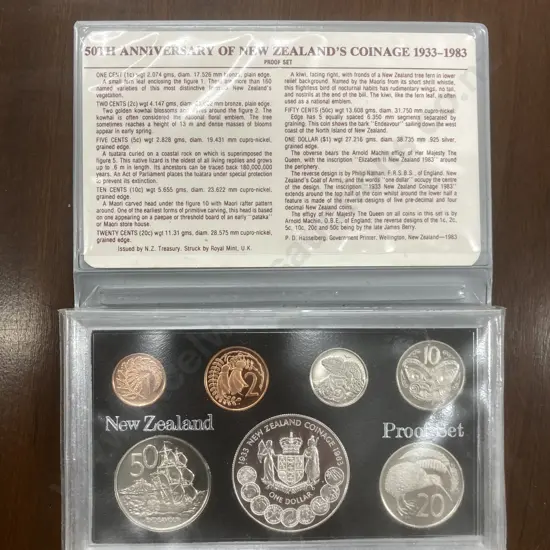 50TH ANNIVERSARY OF NEW ZEALAND'S COINAGE 1933-1983
PROOF SET
ONE CENT (1c) wgt 2.074 gms, diam. 17.526 mm bronze, plain edge.
A small fern leaf enclosing the figure 1. There are more than 160
named varieties of this most distinctive form of New Zealand's
vegetation.
TWO CENTS (2c) wgt 4.147 gms, diam. mm bronze, plain edge.
Two golden kowhai blossoms and leaves around the figure 2. The
kowhai is often considered the national floral emblem. The tree
sometimes reaches a height of 12 m and dense masses of blooms
appear in early spring.
FIVE CENTS (5c) wgt 2.828 gms, diam. 19.431 mm cupro-nickel,
grained edge.
A tuatara curled on a coastal rock on which is superimposed the
figure 5. This native lizard is the oldest of all living reptiles and grows
up to .6 m in length. Its ancestors can be traced back 180,000,000
years. An Act of Parliament places the tuatara under special protection
to prevent its extinction.
TEN CENTS (10c) wgt 5.655 gms, diam. 23.622 mm cupro-nickel,
grained edge.
A Maori carved head under the figure 10 with Maori rafter pattern
around. One of the earliest forms of primitive carving, this head is
based on one appearing on a paepae or threshold board of an early "pataka"
or Maori store house.
TWENTY CENTS (20c) wgt 11.31 gms, diam. 28.575 mm cupro-nickel,
grained edge.
A kiwi, facing right, with fronds of a New Zealand tree fern in lower
relief background. Named by the Maoris from its short shrill whistle,
this flightless bird of nocturnal habits has rudimentary wings, no tail,
and nostrils at the end of the bill. The kiwi, like the fern leaf, is often
used as a national emblem.
FIFTY CENTS (50c) wgt 13.608 gms, diam. 31.750 mm cupro-nickel:
Edge has 5 equally spaced 6.350 mm segments separated by
graining. This coin shows the bark "Endeavour" sailing down the west
coast of the North Island of New Zealand.
ONE DOLLAR ($1) wgt 27.216 gms, diam. 38.735 mm .925 silver,
grained edge.
The obverse bears the Arnold Machin effigy of Her Majesty The
Queen, with the inscription "Elizabeth II New Zealand 1983" around
the periphery.
The reverse design is by Philip Nathan, F.R.S.B.S., of England. New
Zealand's Coat of Arms, and the words "one dollar" occupy the centre
of the design. The inscription "1933 New Zealand Coinage 1983"
extends around the top half of the coin whilst around the lower half a
feature is made of the reverse designs of five pre-decimal and four
decimal New Zealand coins.
The effigy of Her Majesty The Queen on all coins in this set is by
Arnold Machin, O.B.E., of England; the reverse designs of the 1c, 2c,
5c, 10c, 20c and 50c being by the late James Berry.
Issued by N.Z. Treasury. Struck by Royal Mint, U.K.
P. D. Hasselberg, Government Printer, Wellington, New Zealand—1983
1
2
10
New Zealand
Proof Set
50
1933 NEW ZEALAND COINAGE 1983
ONE DOLLAR
20